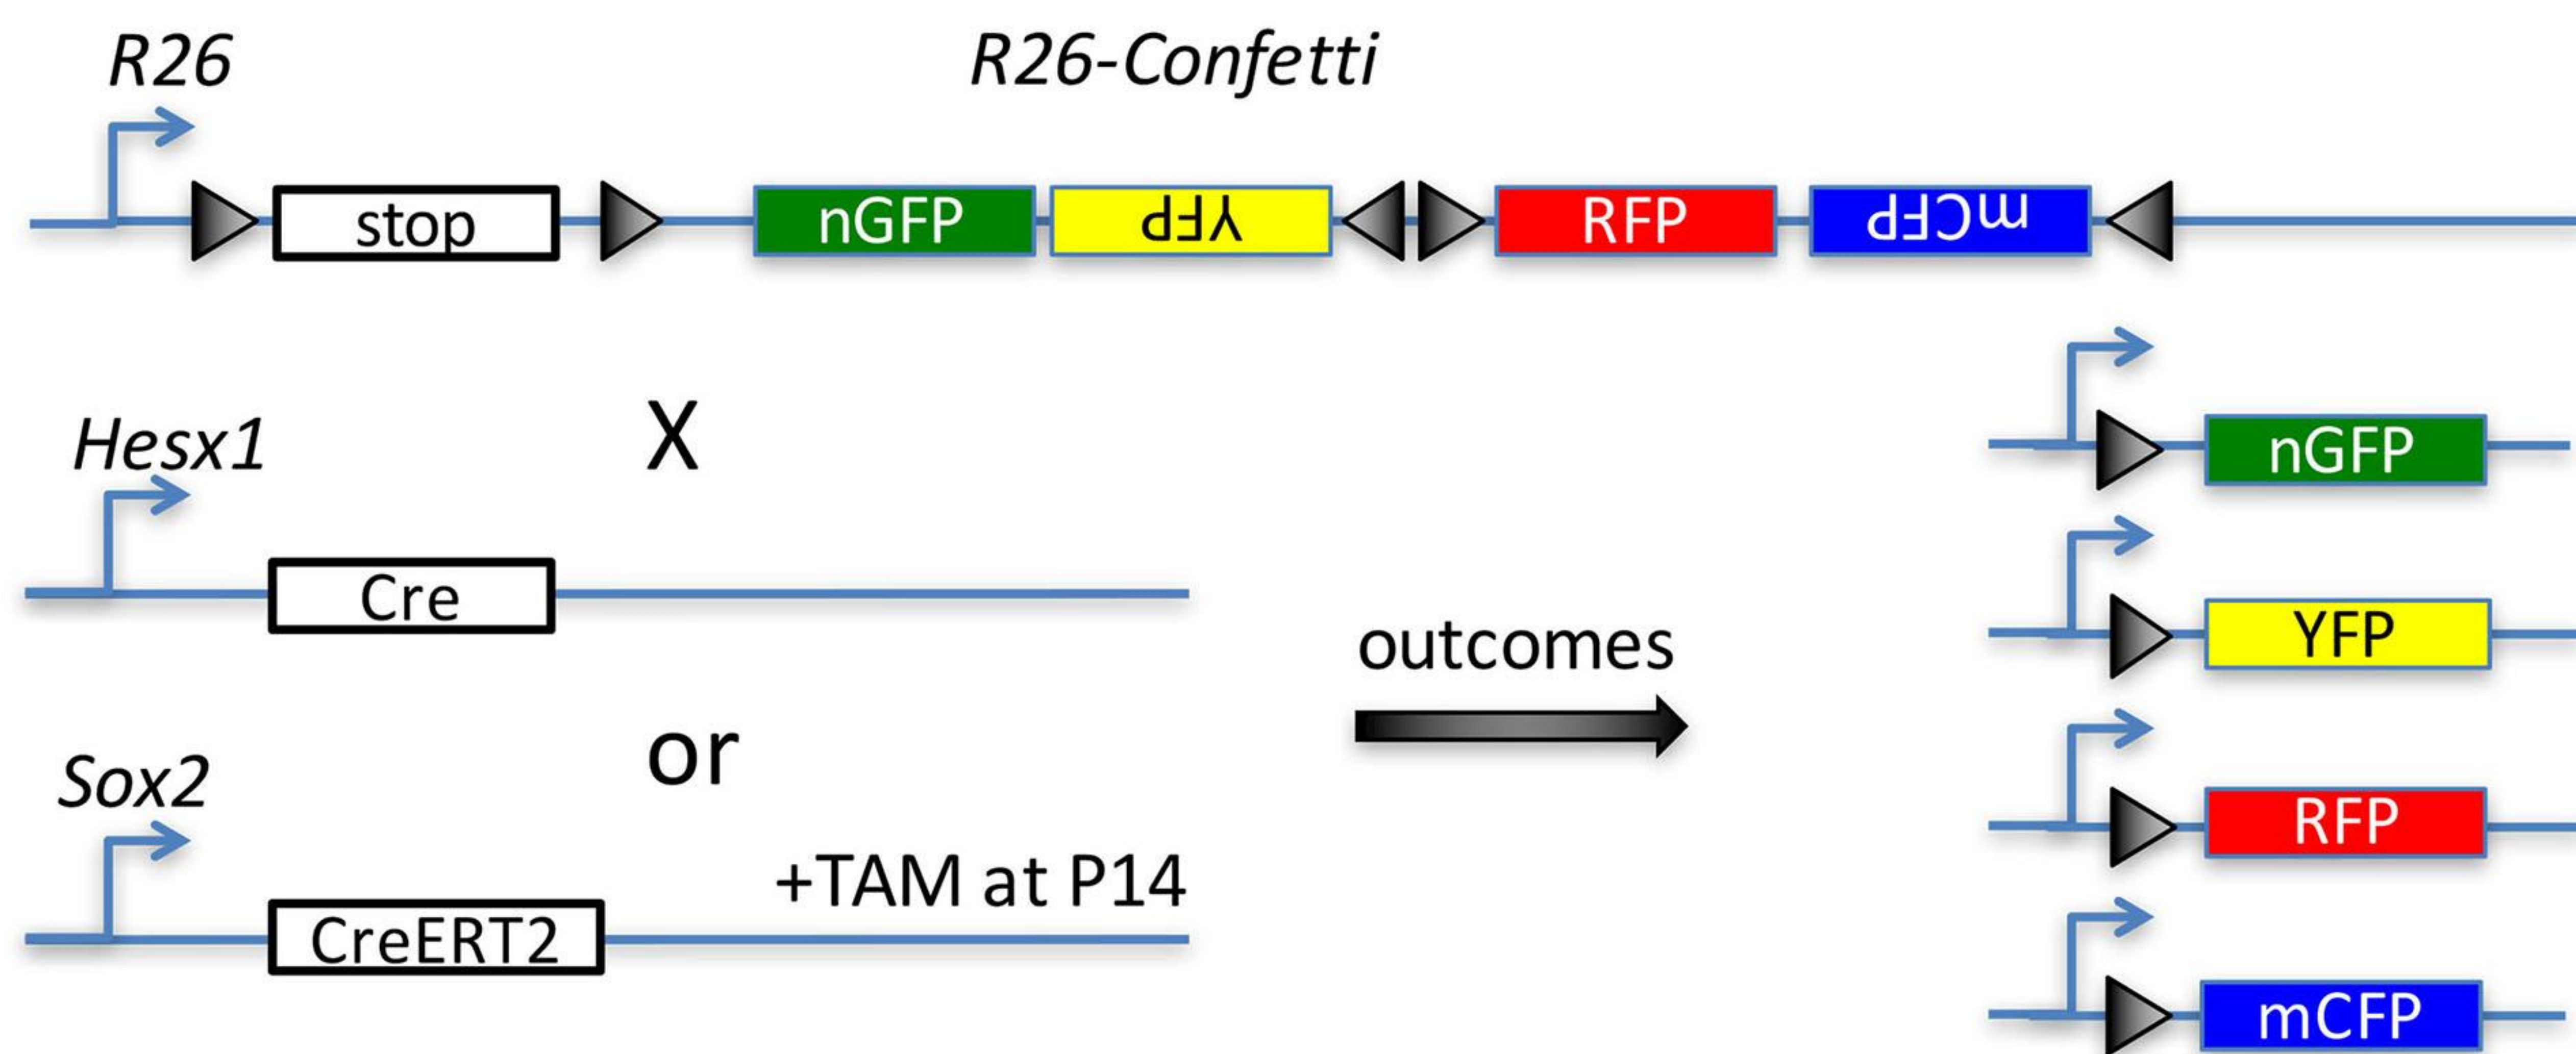 R26
R26-Confetti
stop
nGFP
YFP
RFP
mCFP
Hesx1
X
Cre
or
Sox2
+TAM at P14
CreERT2
outcomes
nGFP
YFP
RFP
mCFP